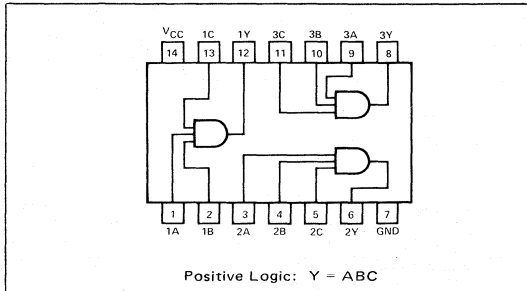 VCC 1C 1Y 3C 3B 3A 3Y
14 13 12 11 10 9 8
1 2 3 4 5 6 7
1A 1B 2A 2B 2C 2Y GND
Positive Logic: Y = ABC